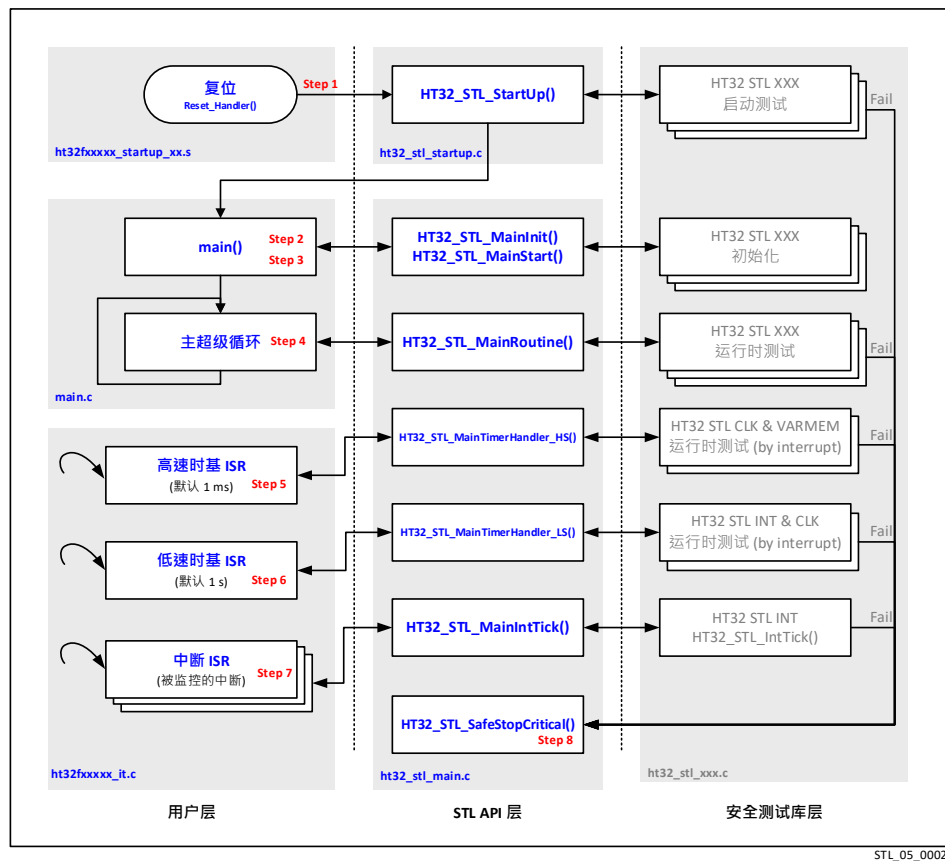 复位
Reset_Handler()
Step 1
ht32fxxxxx_startup_xx.s
HT32_STL_StartUp()
ht32_stl_startup.c
HT32 STL XXX
启动测试
Fail
main()
Step 2
Step 3
HT32_STL_MainInit()
HT32_STL_MainStart()
HT32 STL XXX
初始化
主超级循环
Step 4
main.c
HT32_STL_MainRoutine()
HT32 STL XXX
运行时测试
Fail
高速时基 ISR
(默认 1 ms)
Step 5
HT32_STL_MainTimerHandler_HS()
HT32 STL CLK & VARMEM
运行时测试 (by interrupt)
Fail
低速时基 ISR
(默认 1 s)
Step 6
HT32_STL_MainTimerHandler_LS()
HT32 STL INT & CLK
运行时测试 (by interrupt)
Fail
中断 ISR
(被监控的中断)
Step 7
HT32_STL_MainIntTick()
HT32 STL INT
HT32_STL_IntTick()
Fail
HT32_STL_SafeStopCritical()
Step 8
ht32fxxxxx_it.c
ht32_stl_main.c
ht32_stl_xxx.c
用户层
STL API 层
安全测试库层
STL_05_0002